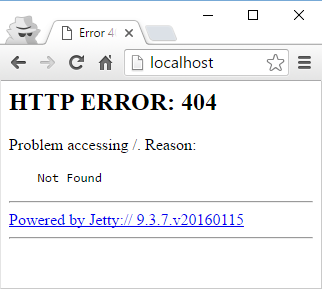 Error 4
localhost
HTTP ERROR: 404
Problem accessing /. Reason:
Not Found
Powered by Jetty:// 9.3.7.v20160115